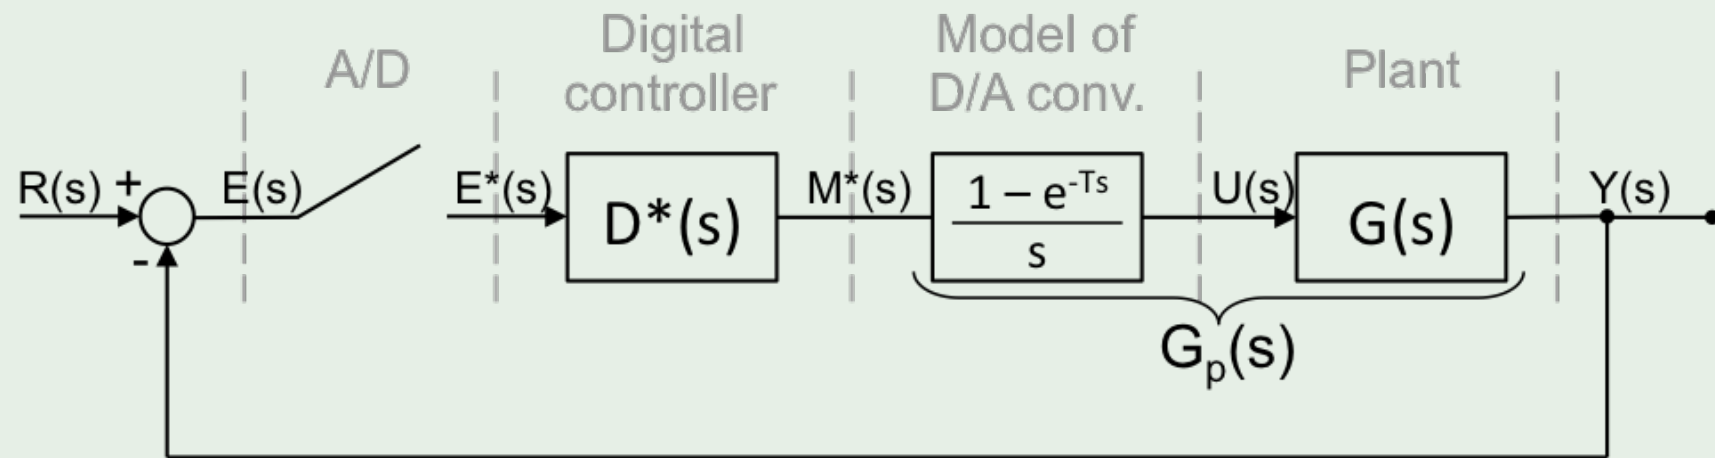 A/D
Digital
controller
Model of
D/A conv.
Plant
R(s)
+
-
E(s)
E*(s)
D*(s)
M*(s)
1 – e-Ts
s
U(s)
G(s)
Y(s)
Gp(s)